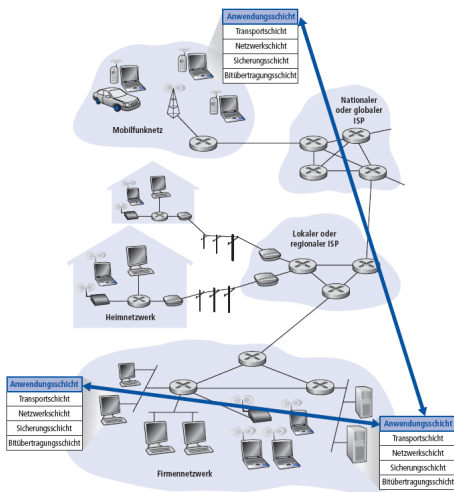 Anwendungsschicht
Transportschicht
Netzwerkschicht
Sicherungsschicht
Bitübertragungsschicht
Mobilfunknetz
Nationaler
oder globaler
ISP
Lokaler oder
regionaler ISP
Heimnetzwerk
Anwendungsschicht
Transportschicht
Netzwerkschicht
Sicherungsschicht
Bitübertragungsschicht
Anwendungsschicht
Transportschicht
Netzwerkschicht
Sicherungsschicht
Bitübertragungsschicht
Firmennetzwerk